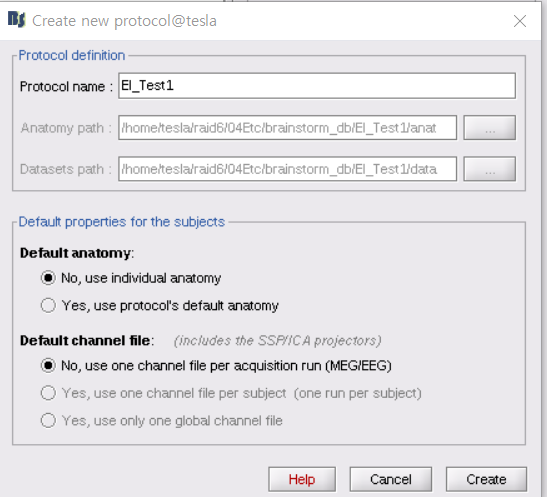 Create new protocol@tesla
Protocol definition
Protocol name : EI_Test1
Anatomy path : /home/tesla/raid6/04Etc/brainstorm_db/EI_Test1/anat ...
Datasets path : /home/tesla/raid6/04Etc/brainstorm_db/EI_Test1/data ...
Default properties for the subjects
Default anatomy:
No, use individual anatomy
Yes, use protocol's default anatomy
Default channel file: (includes the SSP/ICA projectors)
No, use one channel file per acquisition run (MEG/EEG)
Yes, use one channel file per subject (one run per subject)
Yes, use only one global channel file
Help Cancel Create